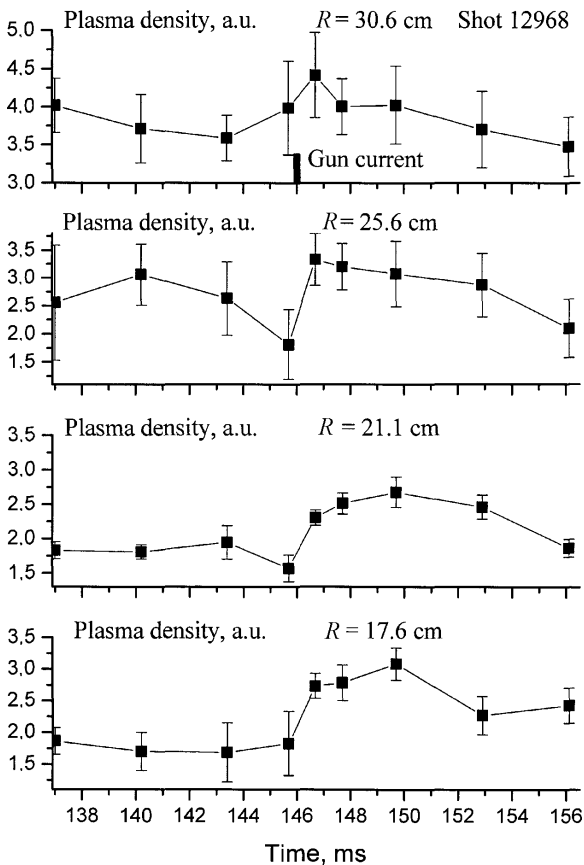 Plasma density, a.u. R = 30.6 cm Shot 12968
5.0
4.5
4.0
3.5
3.0
Gun current
Plasma density, a.u. R = 25.6 cm
3.5
3.0
2.5
2.0
1.5
Plasma density, a.u. R = 21.1 cm
3.5
3.0
2.5
2.0
1.5
Plasma density, a.u. R = 17.6 cm
3.5
3.0
2.5
2.0
1.5
138 140 142 144 146 148 150 152 154 156
Time, ms